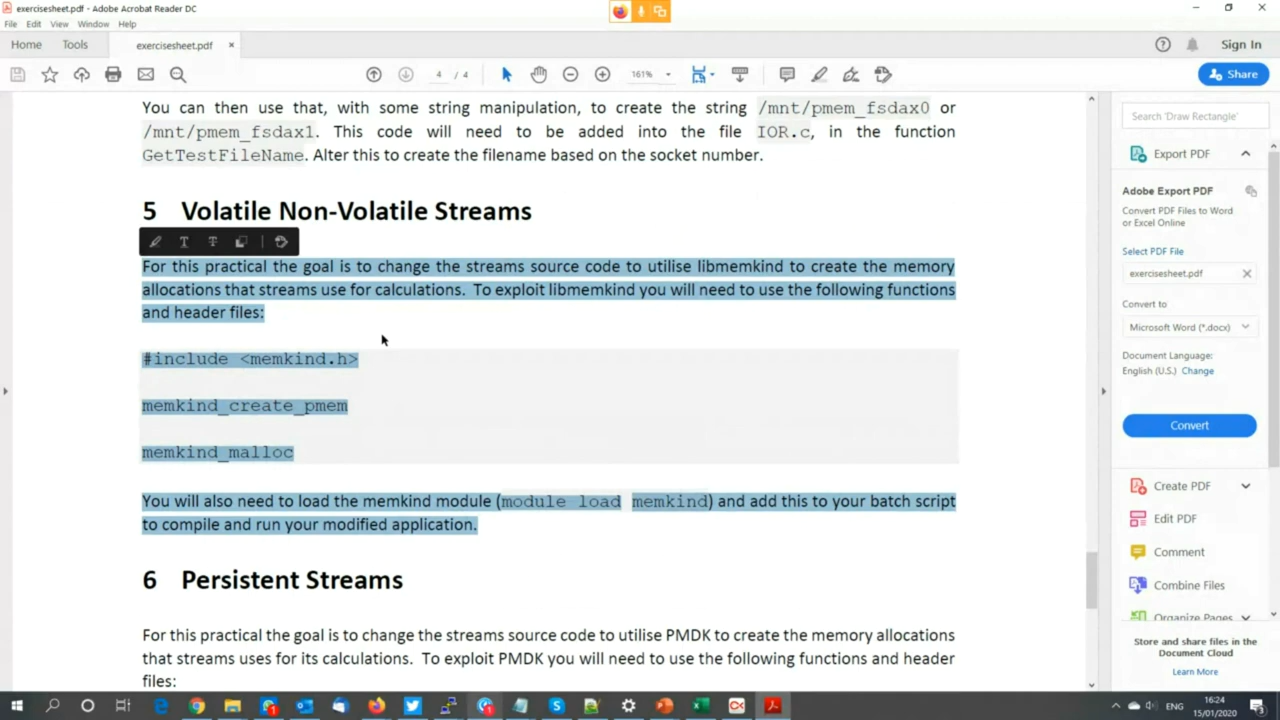 exercisesheet.pdf - Adobe Acrobat Reader DC
File Edit View Window Help
Home Tools exercisesheet.pdf × Sign In
4 / 4 161% Share
You can then use that, with some string manipulation, to create the string /mnt/pmem_fsdax0 or
/mnt/pmem_fsdax1. This code will need to be added into the file IOR.c, in the function
GetTestFileName. Alter this to create the filename based on the socket number.
5 Volatile Non-Volatile Streams
For this practical the goal is to change the streams source code to utilise libmemkind to create the memory
allocations that streams use for calculations. To exploit libmemkind you will need to use the following functions
and header files:
#include <memkind.h>
memkind_create_pmem
memkind_malloc
You will also need to load the memkind module (module load memkind) and add this to your batch script
to compile and run your modified application.
6 Persistent Streams
For this practical the goal is to change the streams source code to utilise PMDK to create the memory allocations
that streams uses for its calculations. To exploit PMDK you will need to use the following functions and header
files:
Search 'Draw Rectangle'
Export PDF
Adobe Export PDF
Convert PDF Files to Word
or Excel Online
Select PDF File
exercisesheet.pdf
Convert to
Microsoft Word (*.docx)
Document Language:
English (U.S.) Change
Convert
Create PDF
Edit PDF
Comment
Combine Files
Organize Pages
Store and share files in the
Document Cloud
Learn More
ENG
16:24
15/01/2020